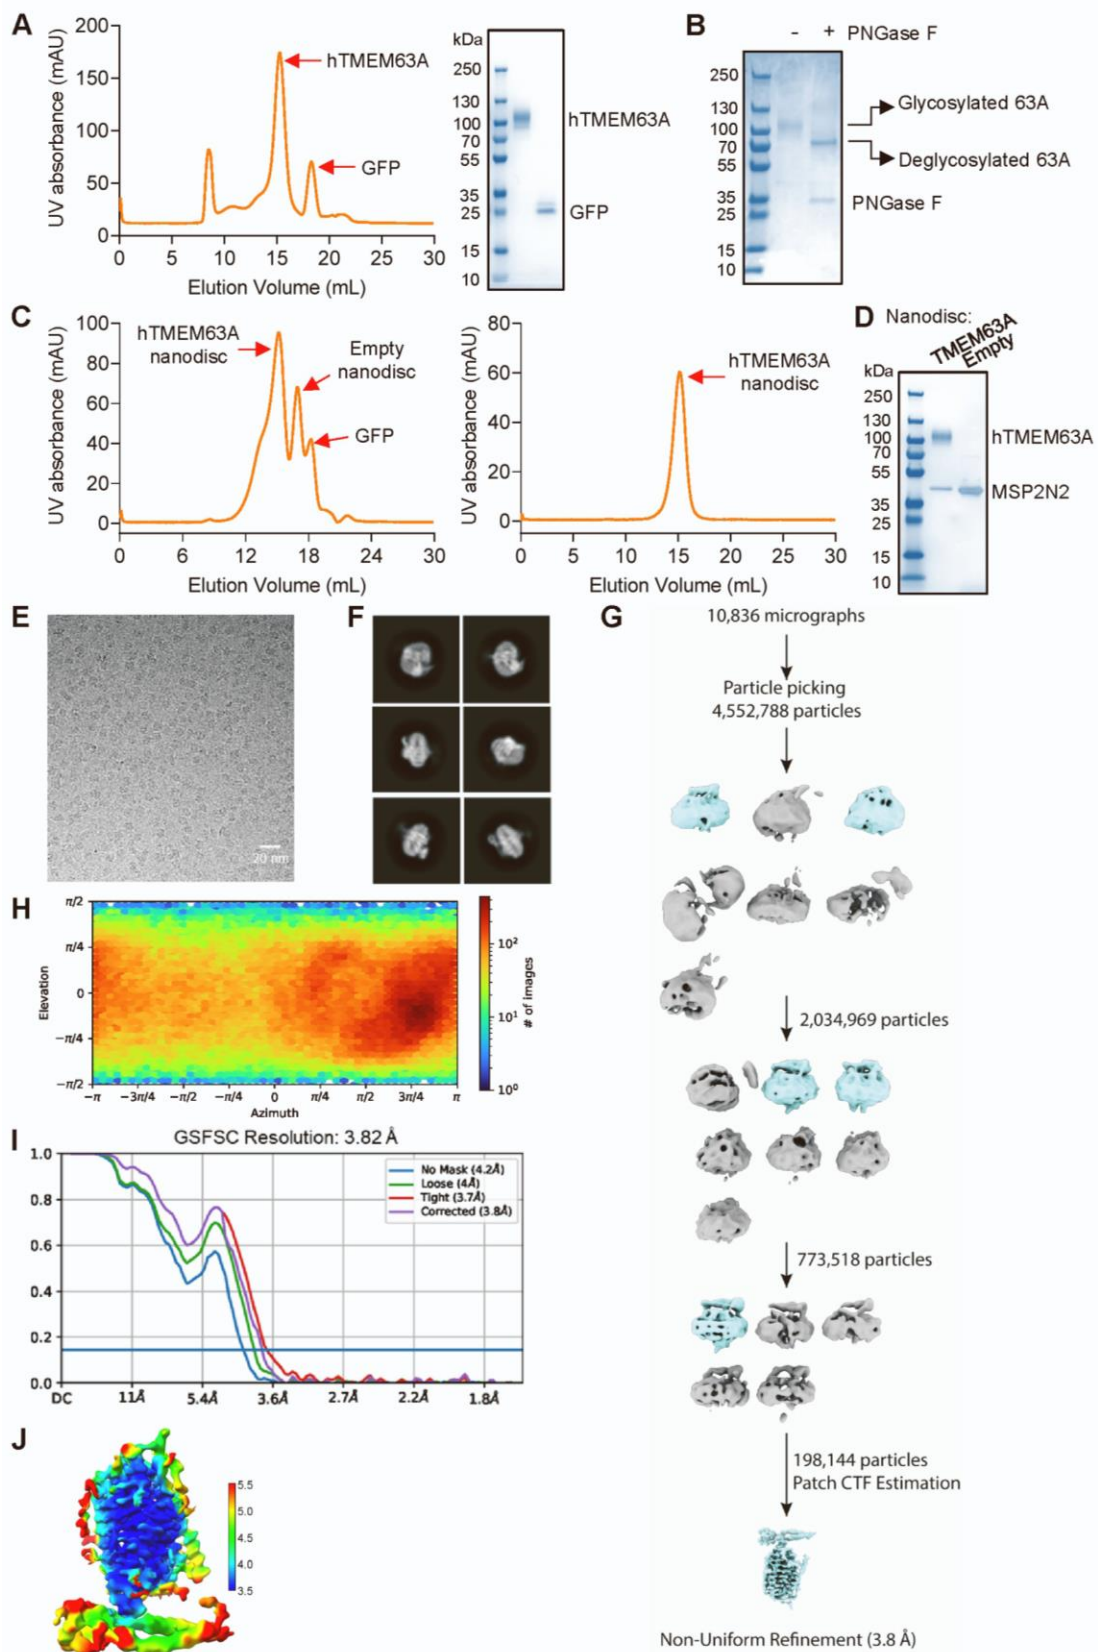 A
UV absorbance (mAU)
200
150
100
50
0
0 5 10 15 20 25 30
Elution Volume (mL)
hTMEM63A
GFP
kDa
250
130
100
70
55
35
25
15
10
hTMEM63A
GFP
B
- + PNGase F
250
130
100
70
55
35
25
15
10
Glycosylated 63A
Deglycosylated 63A
PNGase F
C
UV absorbance (mAU)
100
80
60
40
20
0
0 6 12 18 24 30
Elution Volume (mL)
hTMEM63A
nanodisc
Empty
nanodisc
GFP
UV absorbance (mAU)
80
60
40
20
0
0 5 10 15 20 25 30
Elution Volume (mL)
hTMEM63A
nanodisc
D Nanodisc:
TMEM63A
Empty
kDa
250
130
100
70
55
35
25
15
10
hTMEM63A
MSP2N2
E
20 nm
F
G
10,836 micrographs
Particle picking
4,552,788 particles
2,034,969 particles
773,518 particles
198,144 particles
Patch CTF Estimation
Non-Uniform Refinement (3.8 Å)
H
Elevation
π/2
π/4
0
−π/4
−π/2
−π −3π/4 −π/2 −π/4 0 π/4 π/2 3π/4 π
Azimuth
10²
10¹
10⁰
# of images
I
GSFSC Resolution: 3.82 Å
1.0
0.8
0.6
0.4
0.2
0.0
DC 11Å 5.4Å 3.6Å 2.7Å 2.2Å 1.8Å
No Mask (4.2Å)
Loose (4Å)
Tight (3.7Å)
Corrected (3.8Å)
J
5.5
5.0
4.5
4.0
3.5